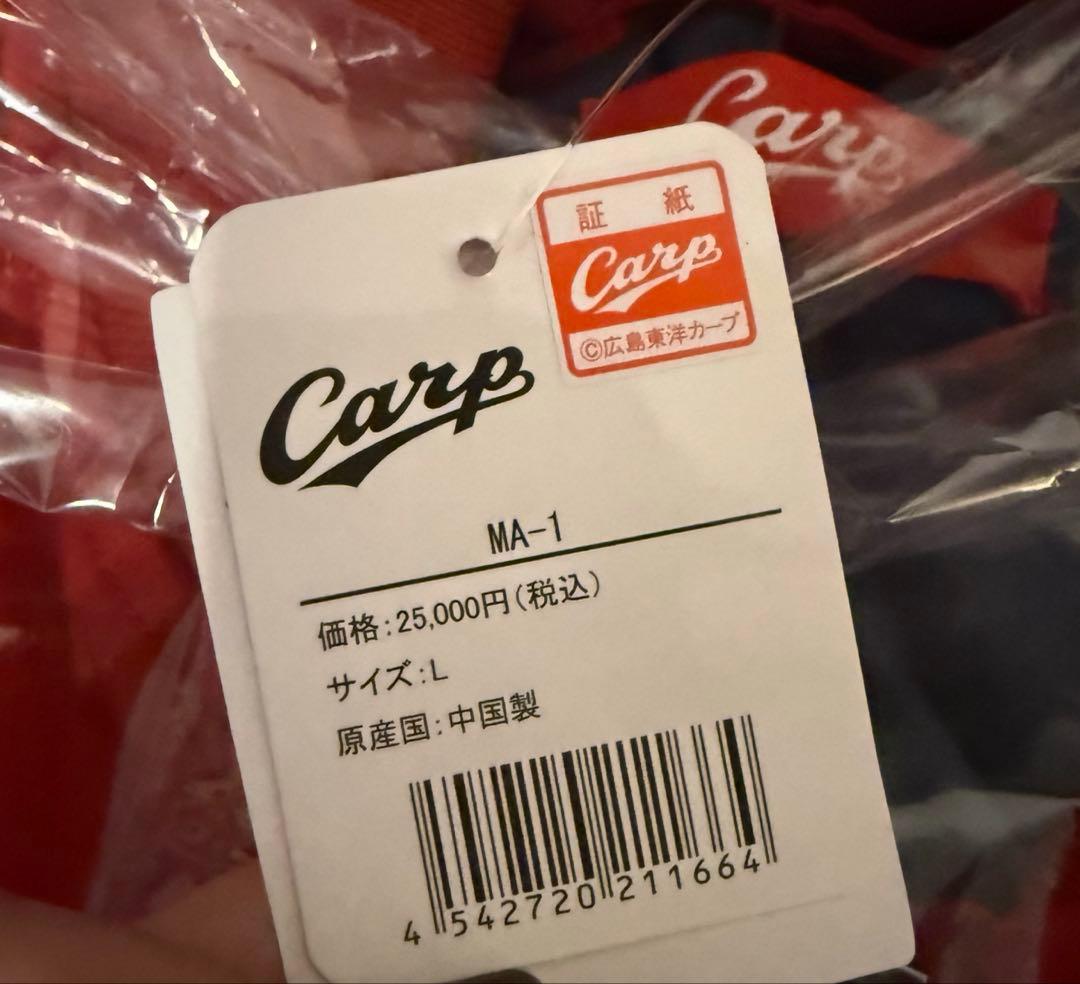 Carp
証 紙
Carp
©広島東洋カープ
Carp
MA-1
価格:25,000円(税込)
サイズ:L
原産国:中国製
4 542720 211664